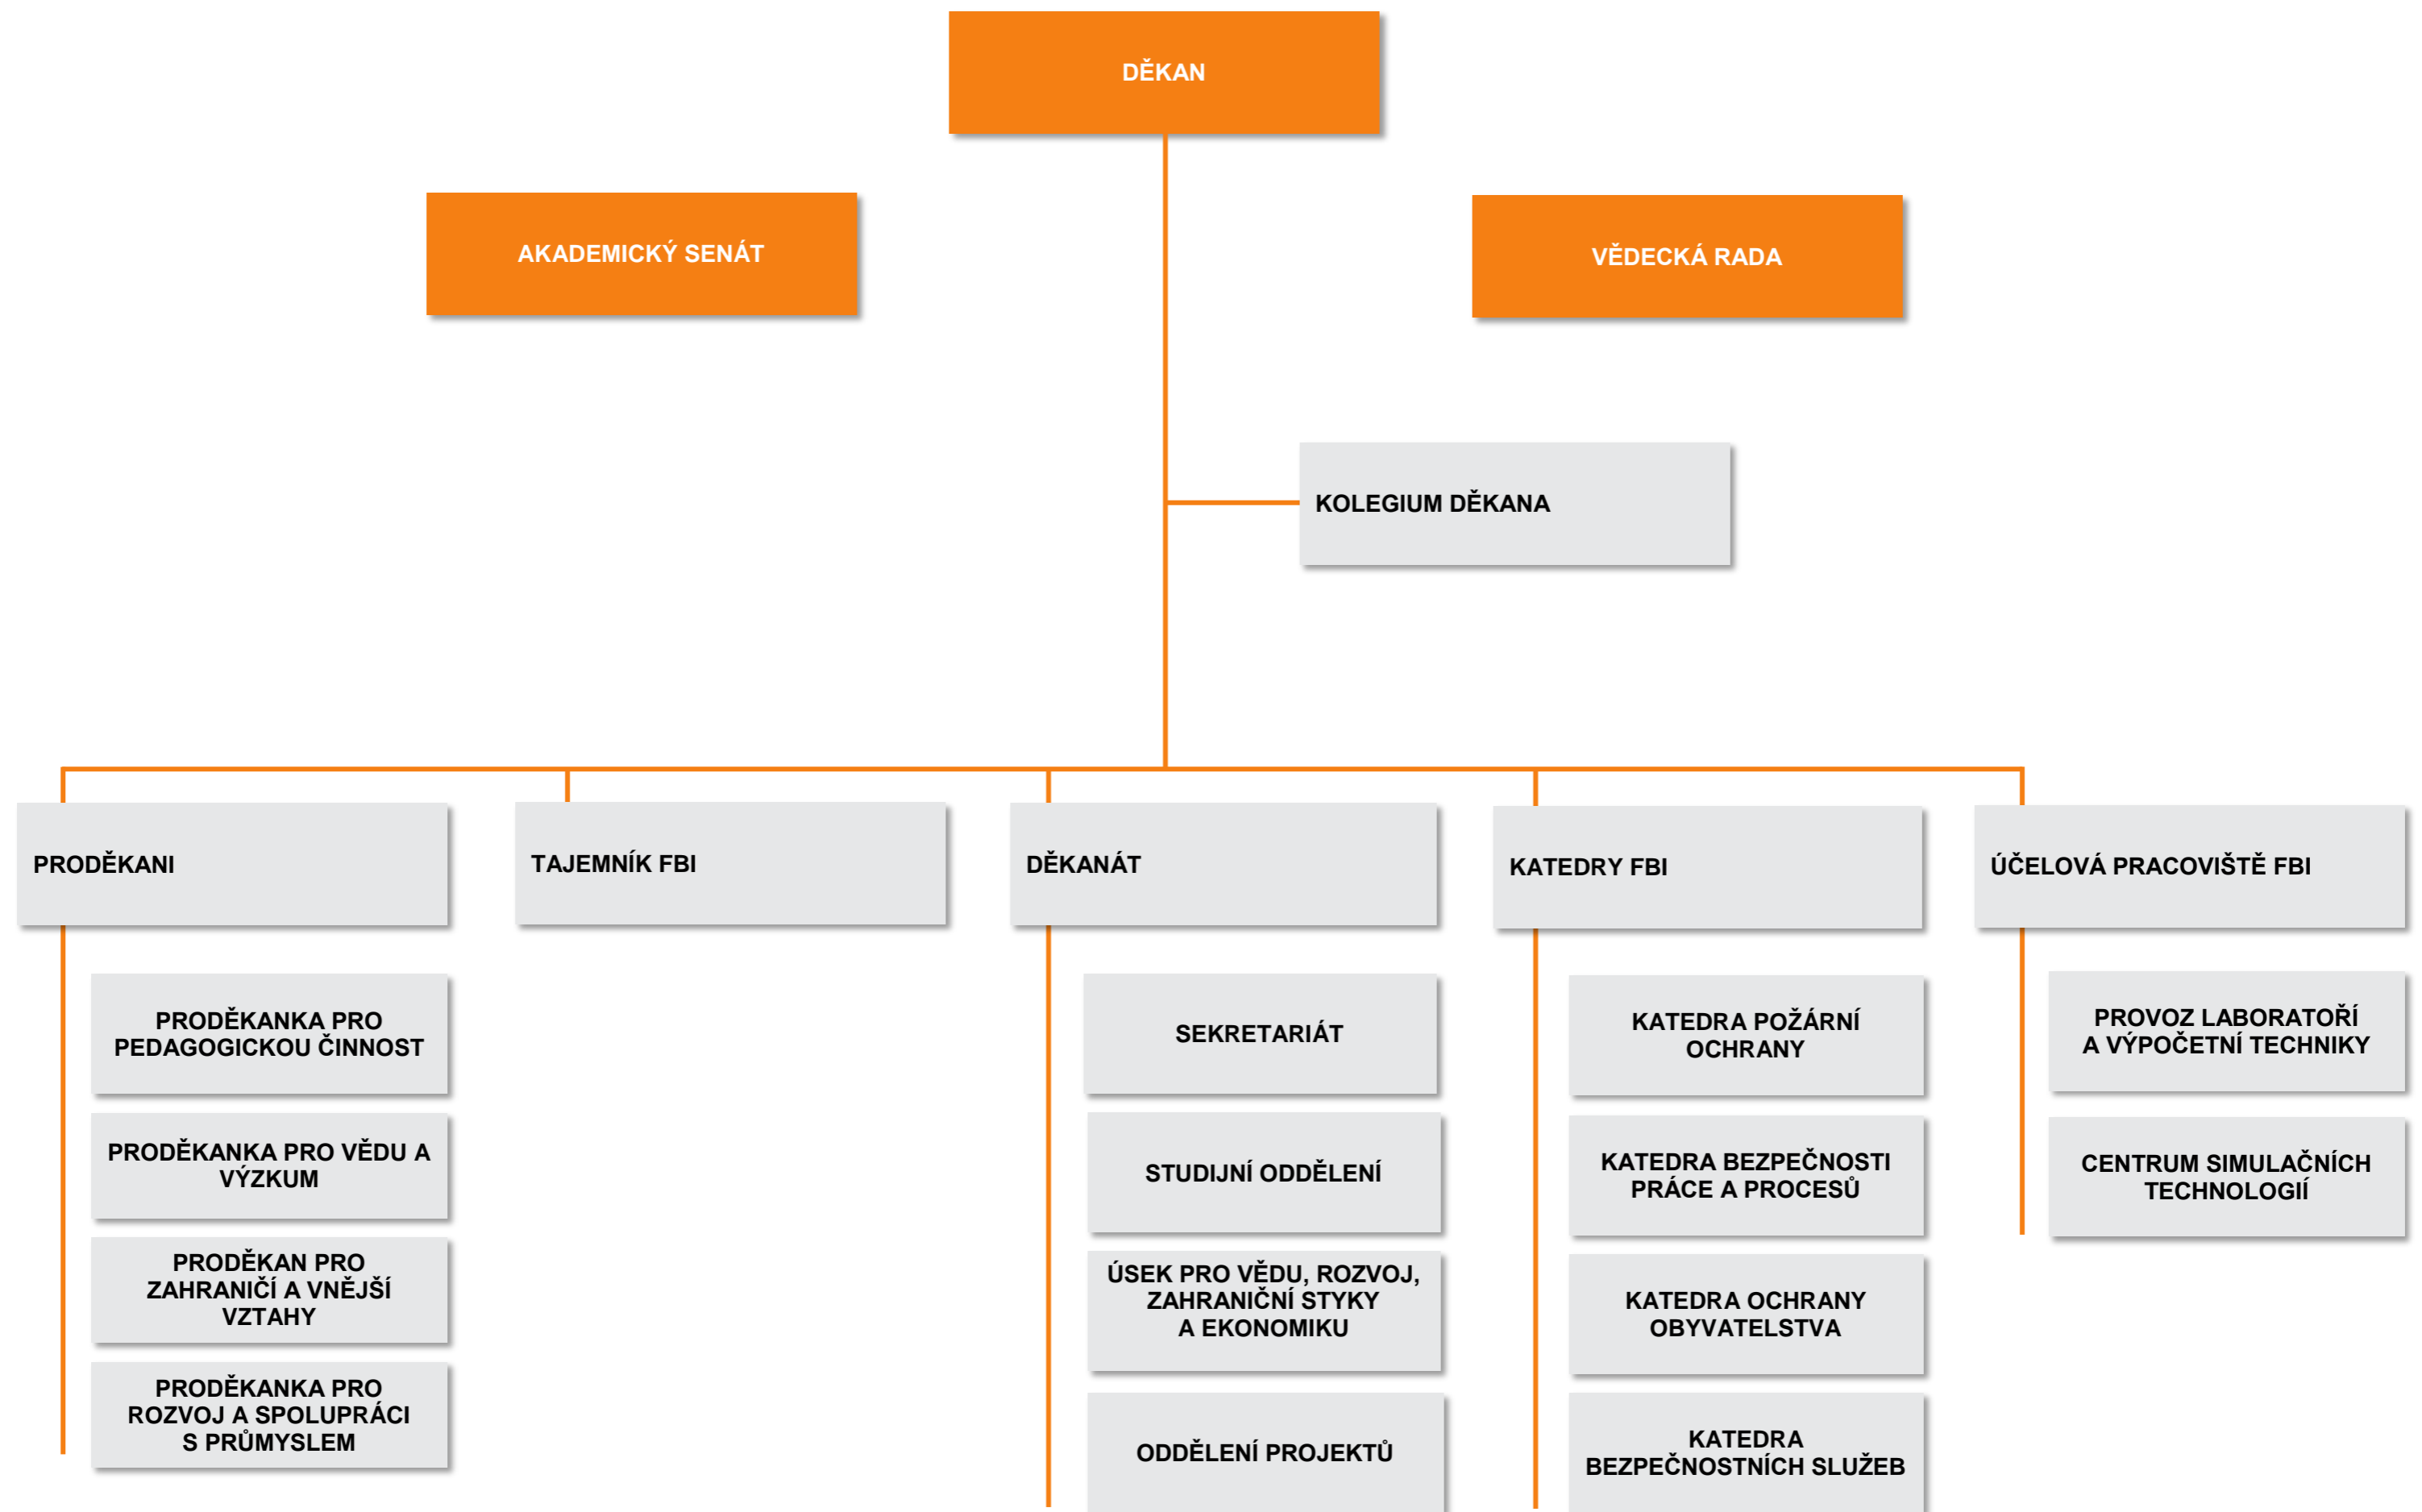 DĚKAN
AKADEMICKÝ SENÁT
VĚDECKÁ RADA
KOLEGIUM DĚKANA
PRODĚKANI
TAJEMNÍK FBI
DĚKANÁT
KATEDRY FBI
ÚČELOVÁ PRACOVIŠTĚ FBI
PRODĚKANKA PRO
PEDAGOGICKOU ČINNOST
PRODĚKANKA PRO VĚDU A
VÝZKUM
PRODĚKAN PRO
ZAHRANIČÍ A VNĚJŠÍ
VZTAHY
PRODĚKANKA PRO
ROZVOJ A SPOLUPRÁCI
S PRŮMYSLEM
SEKRETARIÁT
STUDIJNÍ ODDĚLENÍ
ÚSEK PRO VĚDU, ROZVOJ,
ZAHRANIČNÍ STYKY
A EKONOMIKU
ODDĚLENÍ PROJEKTŮ
KATEDRA POŽÁRNÍ
OCHRANY
KATEDRA BEZPEČNOSTI
PRÁCE A PROCESŮ
KATEDRA OCHRANY
OBYVATELSTVA
KATEDRA
BEZPEČNOSTNÍCH SLUŽEB
PROVOZ LABORATOŘÍ
A VÝPOČETNÍ TECHNIKY
CENTRUM SIMULAČNÍCH
TECHNOLOGIÍ